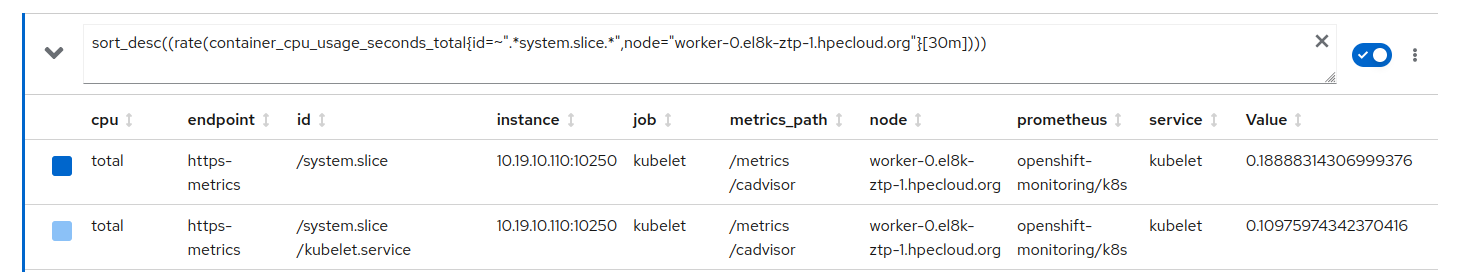 sort_desc((rate(container_cpu_usage_seconds_total{id=~".*system.slice.*",node="worker-0.el8k-ztp-1.hpecloud.org"}[30m])))
cpu endpoint id instance job metrics_path node prometheus service Value
total https- /system.slice 10.19.10.110:10250 kubelet /metrics worker-0.el8k- openshift- kubelet 0.18888314306999376
metrics /cadvisor ztp-1.hpecloud.org monitoring/k8s
total https- /system.slice 10.19.10.110:10250 kubelet /metrics worker-0.el8k- openshift- kubelet 0.10975974342370416
metrics /kubelet.service /cadvisor ztp-1.hpecloud.org monitoring/k8s